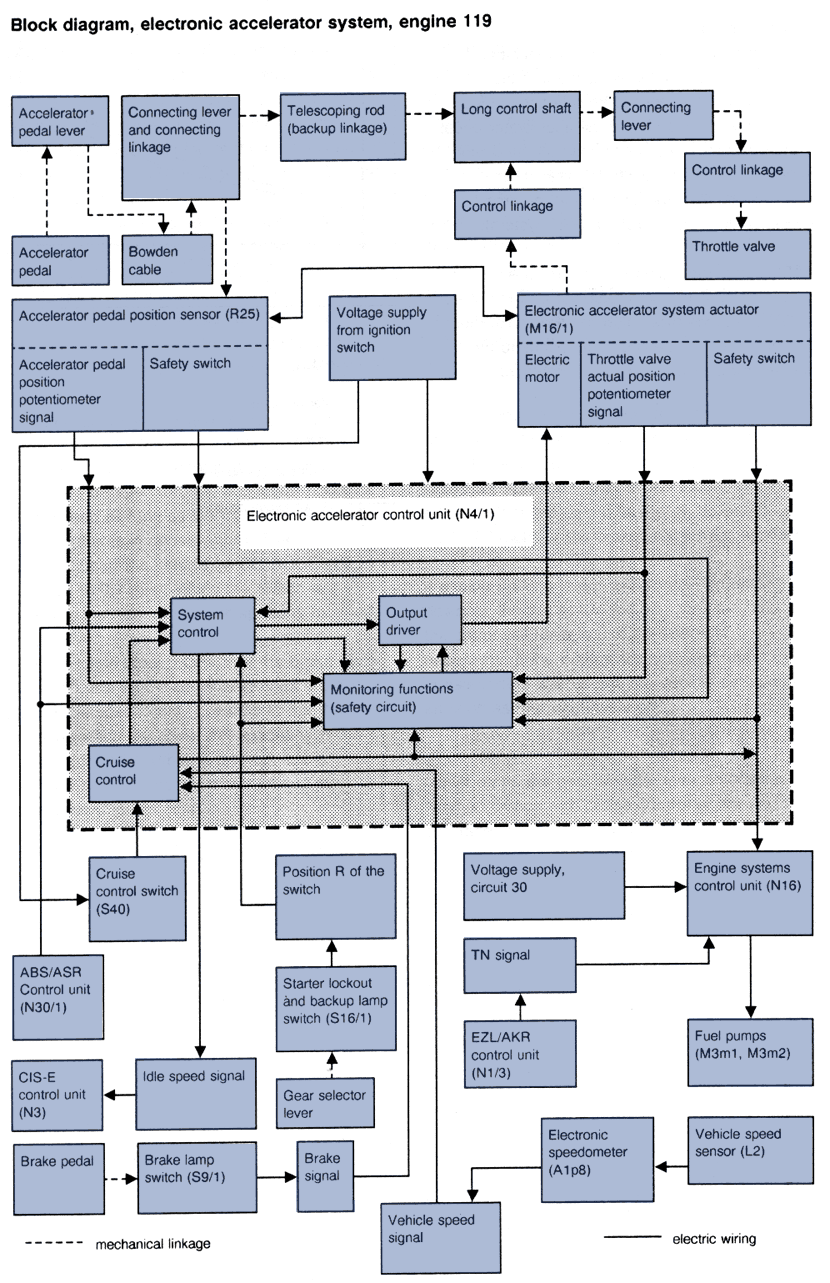 Block diagram, electronic accelerator system, engine 119
Accelerator
pedal lever
Connecting lever
and connecting
linkage
Telescoping rod
(backup linkage)
Long control shaft
Connecting
lever
Control linkage
Control linkage
Accelerator
pedal
Bowden
cable
Throttle valve
Accelerator pedal position sensor (R25)
Accelerator pedal
position
potentiometer
signal
Safety switch
Voltage supply
from ignition
switch
Electronic accelerator system actuator
(M16/1)
Electric
motor
Throttle valve
actual position
potentiometer
signal
Safety switch
Electronic accelerator control unit (N4/1)
System
control
Output
driver
Monitoring functions
(safety circuit)
Cruise
control
Cruise
control switch
(S40)
Position R of the
switch
Voltage supply,
circuit 30
Engine systems
control unit (N16)
ABS/ASR
Control unit
(N30/1)
Starter lockout
ànd backup lamp
switch (S16/1)
TN signal
EZL/AKR
control unit
(N1/3)
Fuel pumps
(M3m1, M3m2)
CIS-E
control unit
(N3)
Idle speed signal
Gear selector
lever
Brake pedal
Brake lamp
switch (S9/1)
Brake
signal
Electronic
speedometer
(A1p8)
Vehicle speed
sensor (L2)
Vehicle speed
signal
mechanical linkage
electric wiring